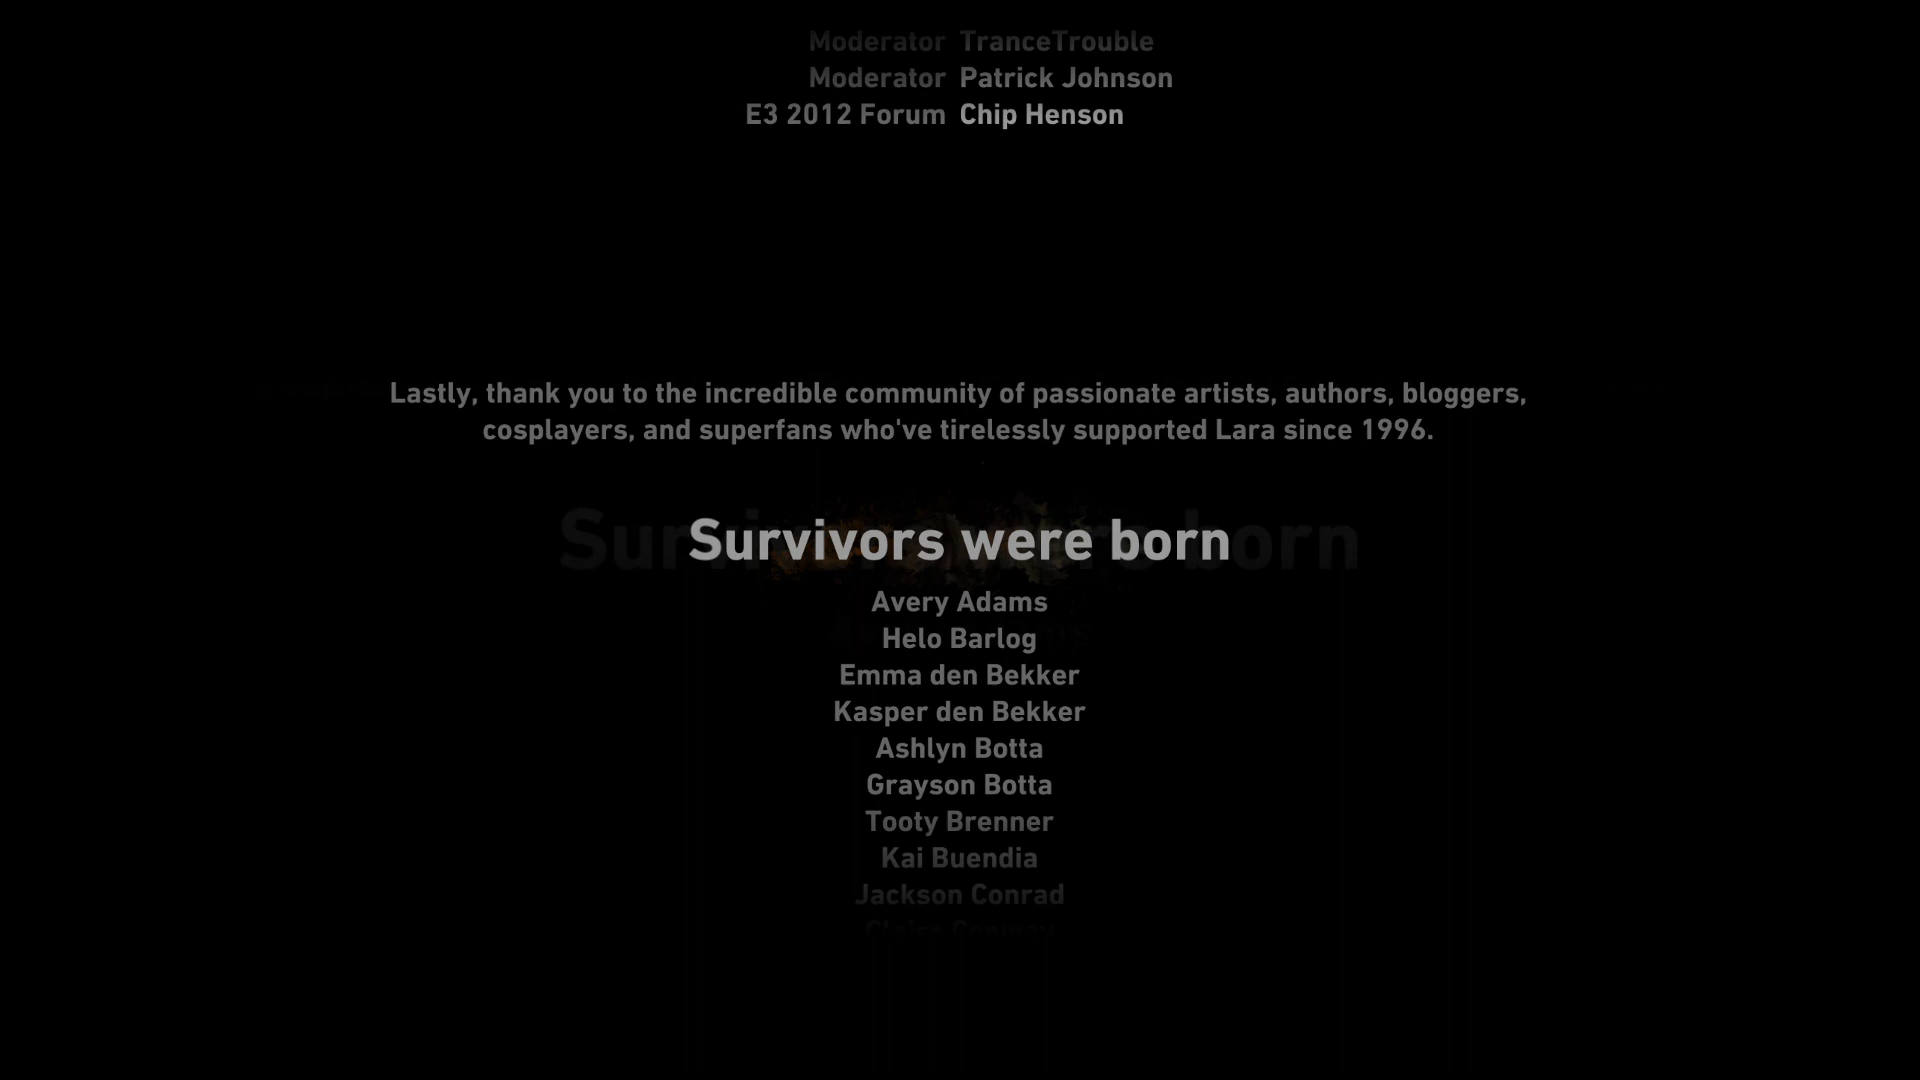 Moderator TranceTrouble
Moderator Patrick Johnson
E3 2012 Forum Chip Henson
Lastly, thank you to the incredible community of passionate artists, authors, bloggers,
cosplayers, and superfans who've tirelessly supported Lara since 1996.
Survivors were born
Avery Adams
Helo Barlog
Emma den Bekker
Kasper den Bekker
Ashlyn Botta
Grayson Botta
Tooty Brenner
Kai Buendia
Jackson Conrad